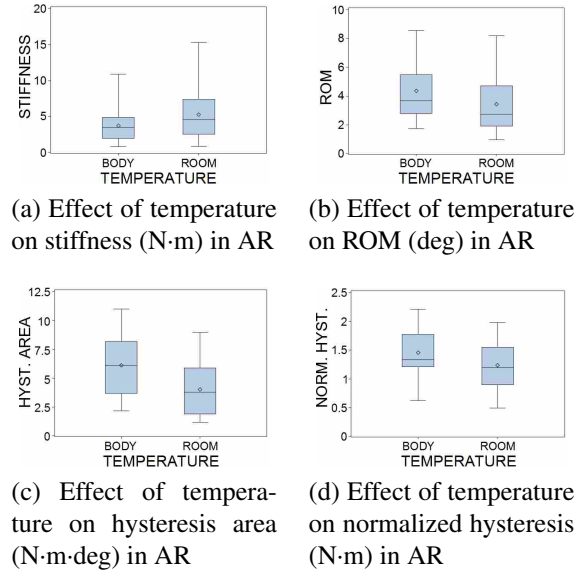 20
15
10
5
0
STIFFNESS
BODY ROOM
TEMPERATURE
(a) Effect of temperature
on stiffness (N·m) in AR
10
8
6
4
2
0
ROM
BODY ROOM
TEMPERATURE
(b) Effect of temperature
on ROM (deg) in AR
12.5
10
7.5
5
2.5
0
HYST. AREA
BODY ROOM
TEMPERATURE
(c) Effect of tempera-
ture on hysteresis area
(N·m·deg) in AR
2.5
2
1.5
1
0.5
0
NORM. HYST.
BODY ROOM
TEMPERATURE
(d) Effect of temperature
on normalized hysteresis
(N·m) in AR